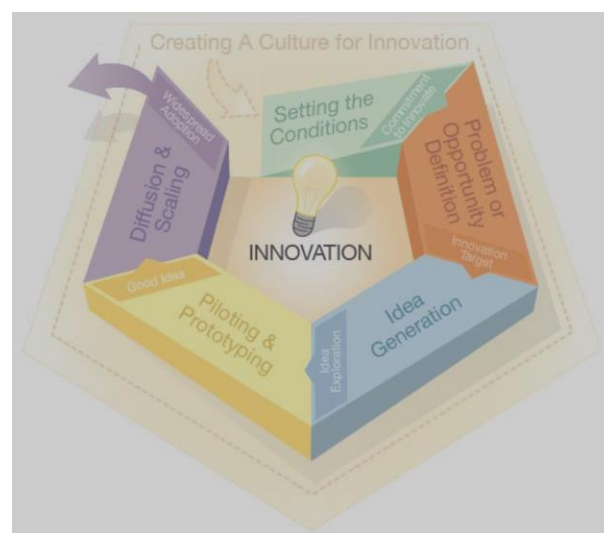 Creating A Culture for Innovation
Setting the
Conditions
Commitment
to Innovate
Problem or
Opportunity
Definition
Innovation
Target
Idea
Generation
Idea
Exploration
Piloting &
Prototyping
Good Idea
Diffusion &
Scaling
Widespread
Adoption
INNOVATION